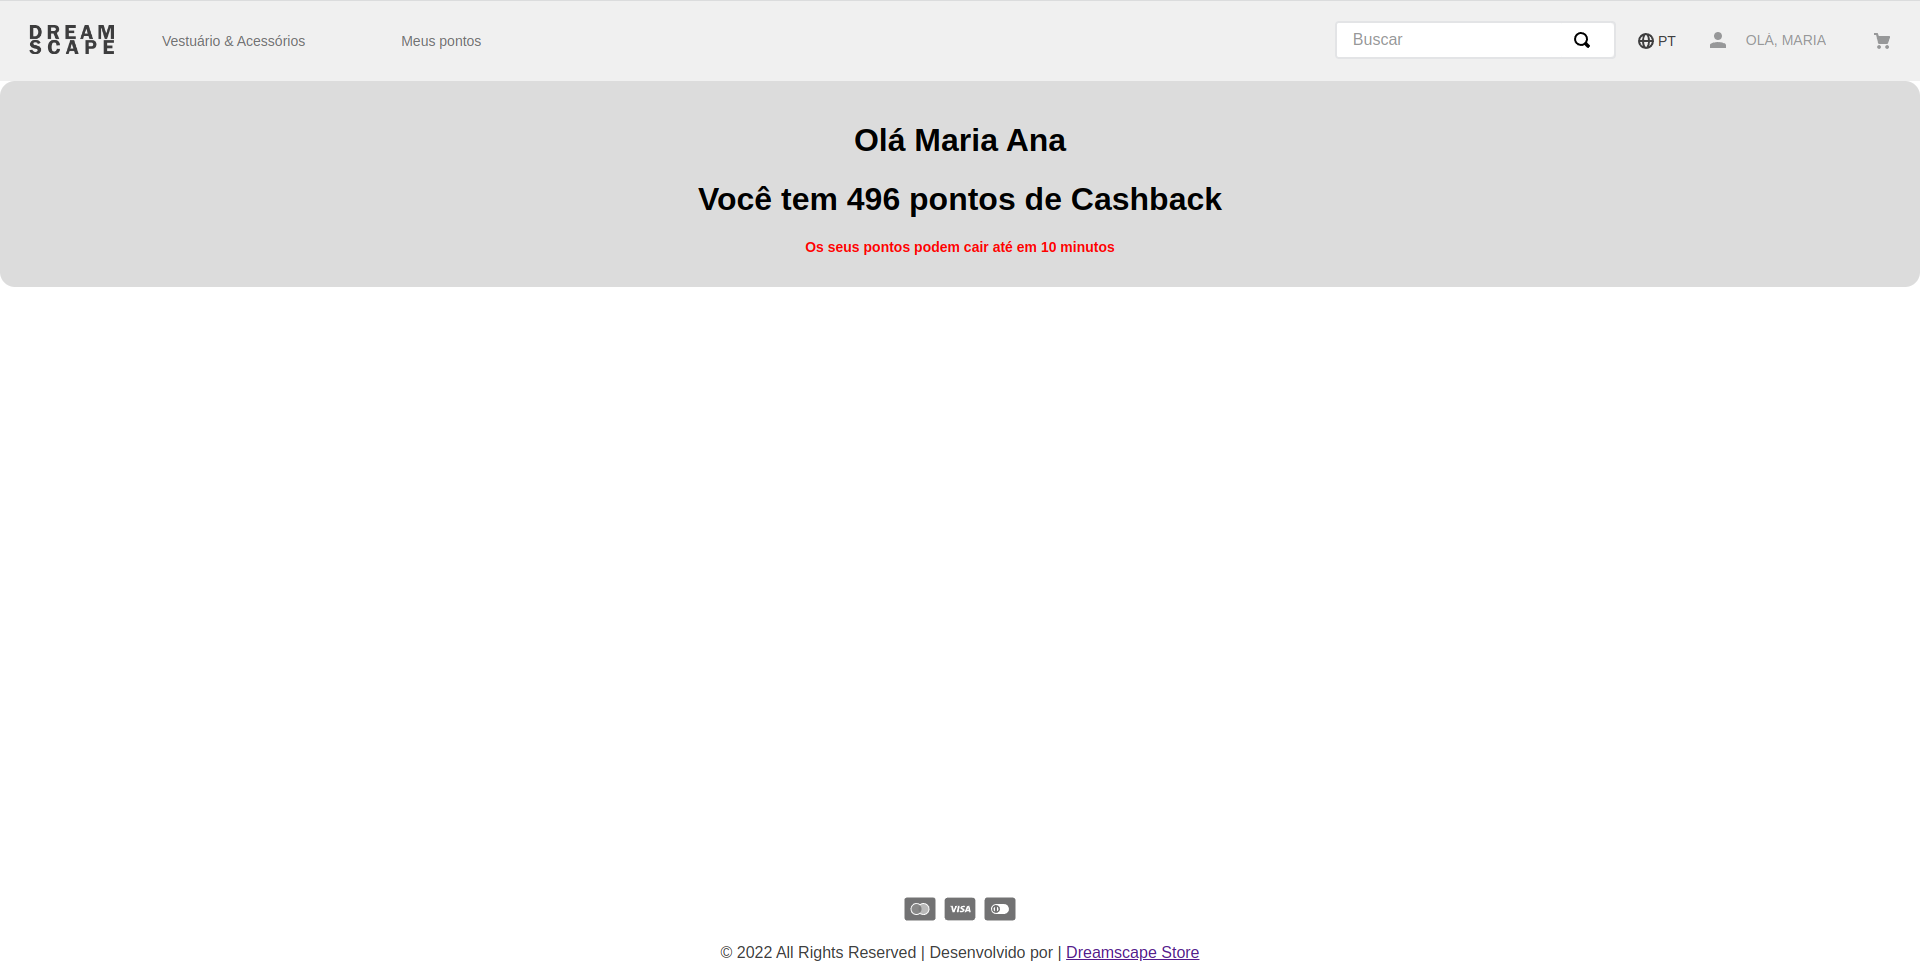 DREAM
SCAPE
Vestuário & Acessórios
Meus pontos
Buscar
PT
OLÁ, MARIA
Olá Maria Ana
Você tem 496 pontos de Cashback
Os seus pontos podem cair até em 10 minutos
VISA
© 2022 All Rights Reserved | Desenvolvido por | Dreamscape Store